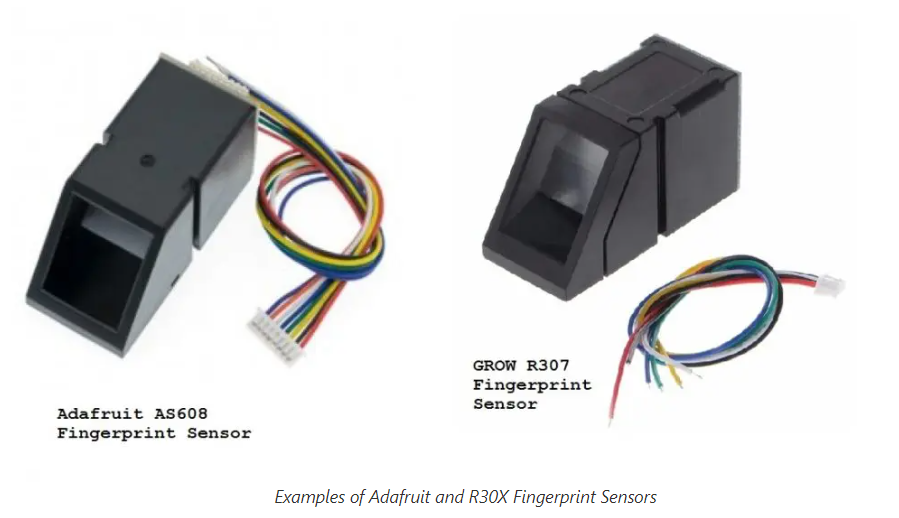 Adafruit AS608
Fingerprint Sensor
GROW R307
Fingerprint
Sensor
Examples of Adafruit and R30X Fingerprint Sensors